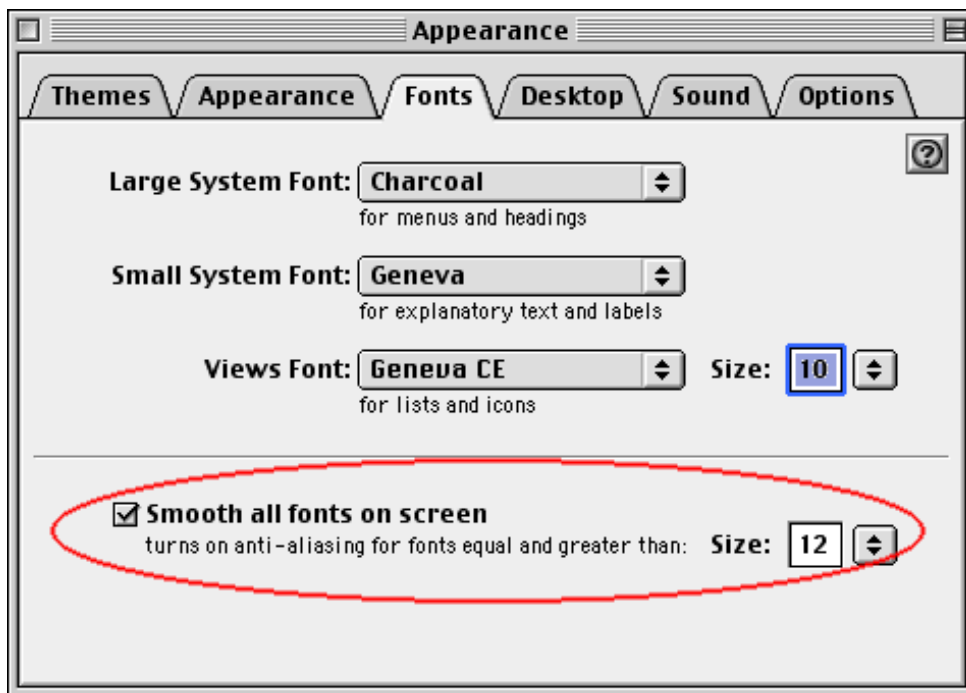 Appearance
Themes Appearance Fonts Desktop Sound Options
?
Large System Font: Charcoal
for menus and headings
Small System Font: Geneva
for explanatory text and labels
Views Font: Geneva CE Size: 10
for lists and icons
Smooth all fonts on screen
turns on anti-aliasing for fonts equal and greater than: Size: 12